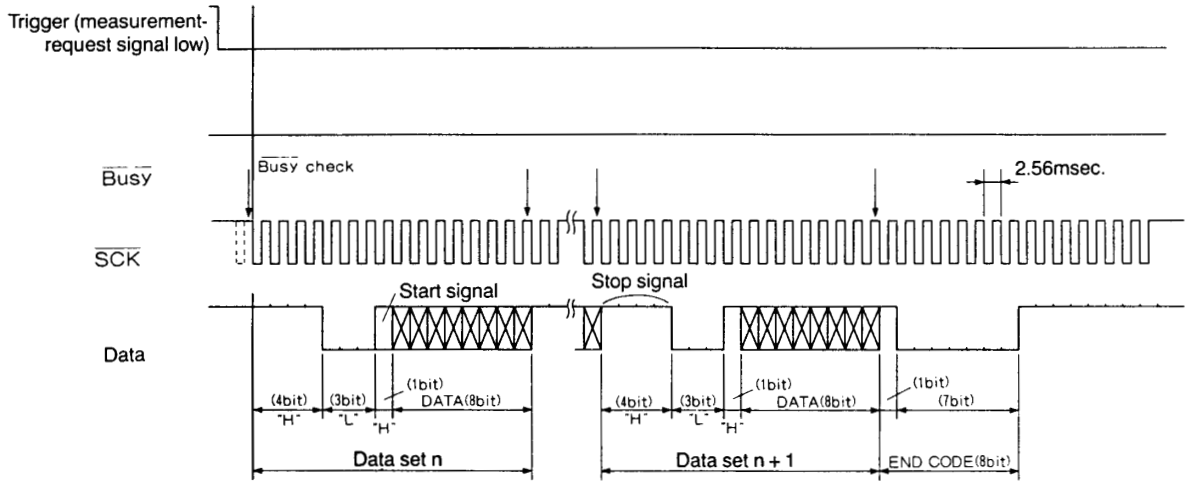 Trigger (measurement-
request signal low)
Busy
Busy check
2.56msec.
SCK
Start signal
Stop signal
Data
(4bit)
"H"
(3bit)
"L"
(1bit)
"H"
DATA(8bit)
(4bit)
"H"
(3bit)
"L"
(1bit)
"H"
DATA(8bit)
(1bit)
(7bit)
Data set n
Data set n + 1
END CODE(8bit)